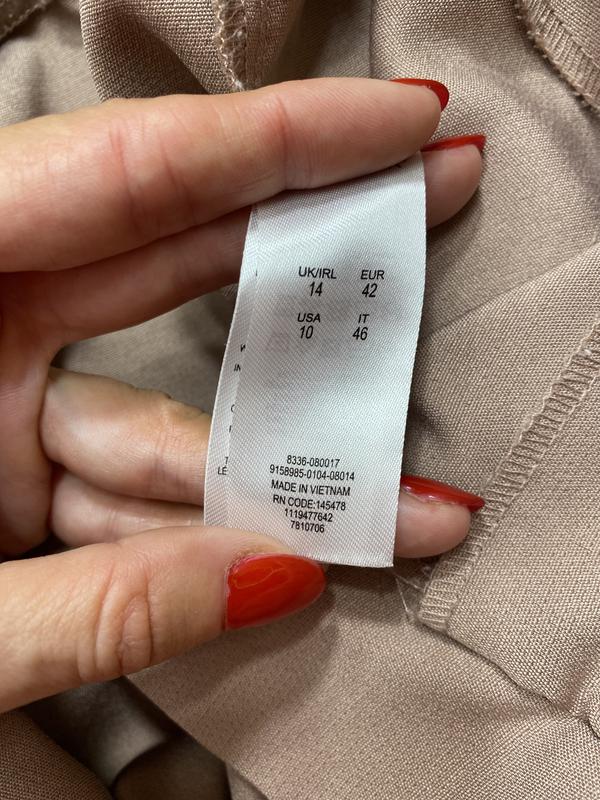 UK/IRL EUR
14 42
USA IT
10 46
8336-080017
9158985-0104-08014
MADE IN VIETNAM
RN CODE:145478
1119477642
7810706